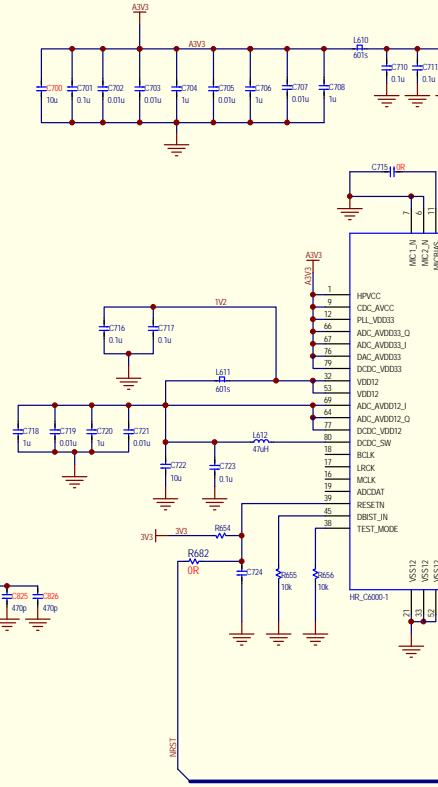 A3V3
A3V3
L610
601s
C700
10u
C701
0.1u
C702
0.01u
C703
0.01u
C704
1u
C705
0.01u
C706
1u
C707
0.01u
C708
1u
C710
0.1u
C711
0.1u
C715
0R
7
6
11
MIC1_N
MIC2_N
MICBIAS
A3V3
A3V3
1V2
C716
0.1u
C717
0.1u
L611
601s
C718
1u
C719
0.01u
C720
1u
C721
0.01u
L612
47uH
C722
10u
C723
0.1u
1 HPVCC
9 CDC_AVCC
12 PLL_VDD33
66 ADC_AVDD33_Q
67 ADC_AVDD33_I
76 DAC_AVDD33
79 DCDC_VDD33
32 VDD12
53 VDD12
69 ADC_AVDD12_I
64 ADC_AVDD12_Q
77 DCDC_VDD12
80 DCDC_SW
18 BCLK
17 LRCK
16 MCLK
19 ADCDAT
39 RESETN
45 DBIST_IN
38 TEST_MODE
3V3
3V3
R654
R682
0R
C724
R655
10k
R656
10k
C825
470p
C826
470p
VSS12
VSS12
VSS12
HR_C6000-1
21
33
52
NRST